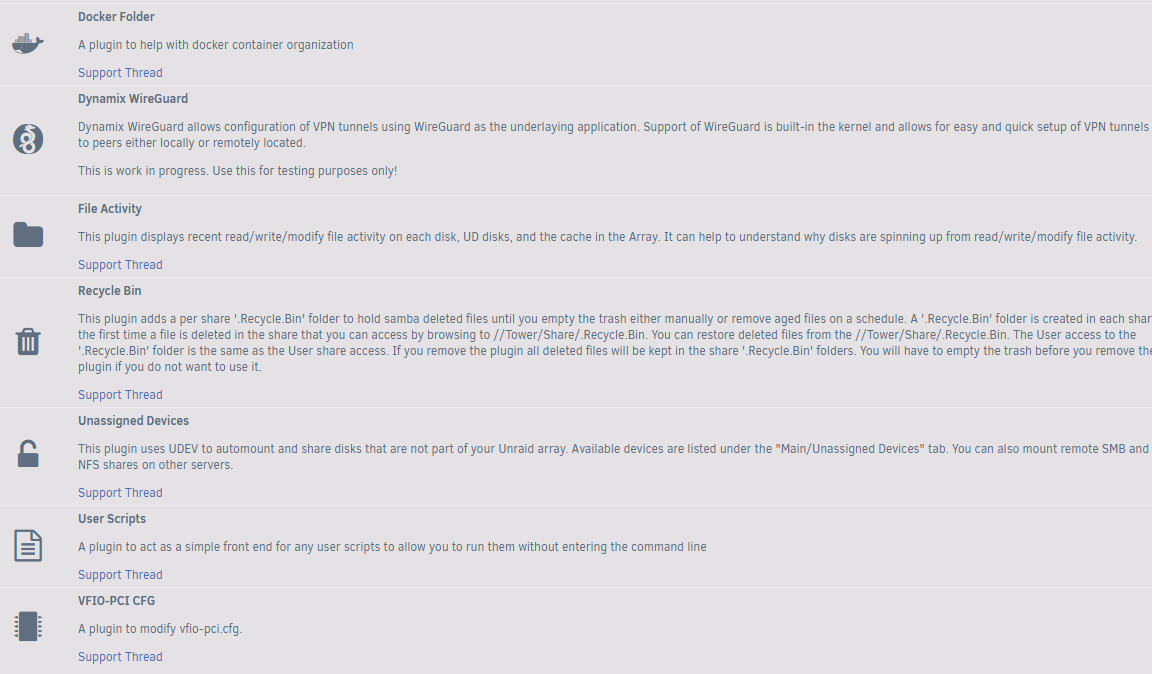 Docker Folder
A plugin to help with docker container organization
Support Thread
Dynamix WireGuard
Dynamix WireGuard allows configuration of VPN tunnels using WireGuard as the underlaying application. Support of WireGuard is built-in the kernel and allows for easy and quick setup of VPN tunnels
to peers either locally or remotely located.
This is work in progress. Use this for testing purposes only!
File Activity
This plugin displays recent read/write/modify file activity on each disk, UD disks, and the cache in the Array. It can help to understand why disks are spinning up from read/write/modify file activity.
Support Thread
Recycle Bin
This plugin adds a per share '.Recycle.Bin' folder to hold samba deleted files until you empty the trash either manually or remove aged files on a schedule. A '.Recycle.Bin' folder is created in each shar
the first time a file is deleted in the share that you can access by browsing to //Tower/Share/.Recycle.Bin. You can restore deleted files from the //Tower/Share/.Recycle.Bin. The User access to the
'.Recycle.Bin' folder is the same as the User share access. If you remove the plugin all deleted files will be kept in the share '.Recycle.Bin' folders. You will have to empty the trash before you remove the
plugin if you do not want to use it.
Support Thread
Unassigned Devices
This plugin uses UDEV to automount and share disks that are not part of your Unraid array. Available devices are listed under the "Main/Unassigned Devices" tab. You can also mount remote SMB and
NFS shares on other servers.
Support Thread
User Scripts
A plugin to act as a simple front end for any user scripts to allow you to run them without entering the command line
Support Thread
VFIO-PCI CFG
A plugin to modify vfio-pci.cfg.
Support Thread